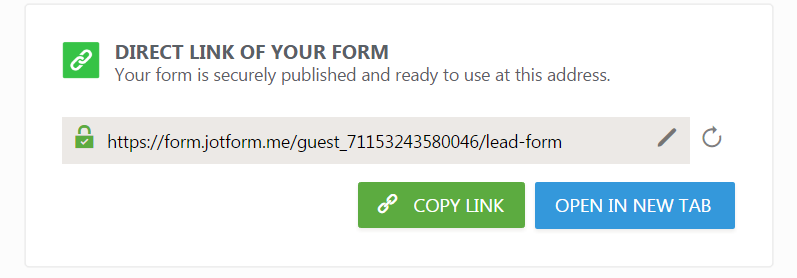 DIRECT LINK OF YOUR FORM
Your form is securely published and ready to use at this address.
https://form.jotform.me/guest_71153243580046/lead-form
COPY LINK
OPEN IN NEW TAB